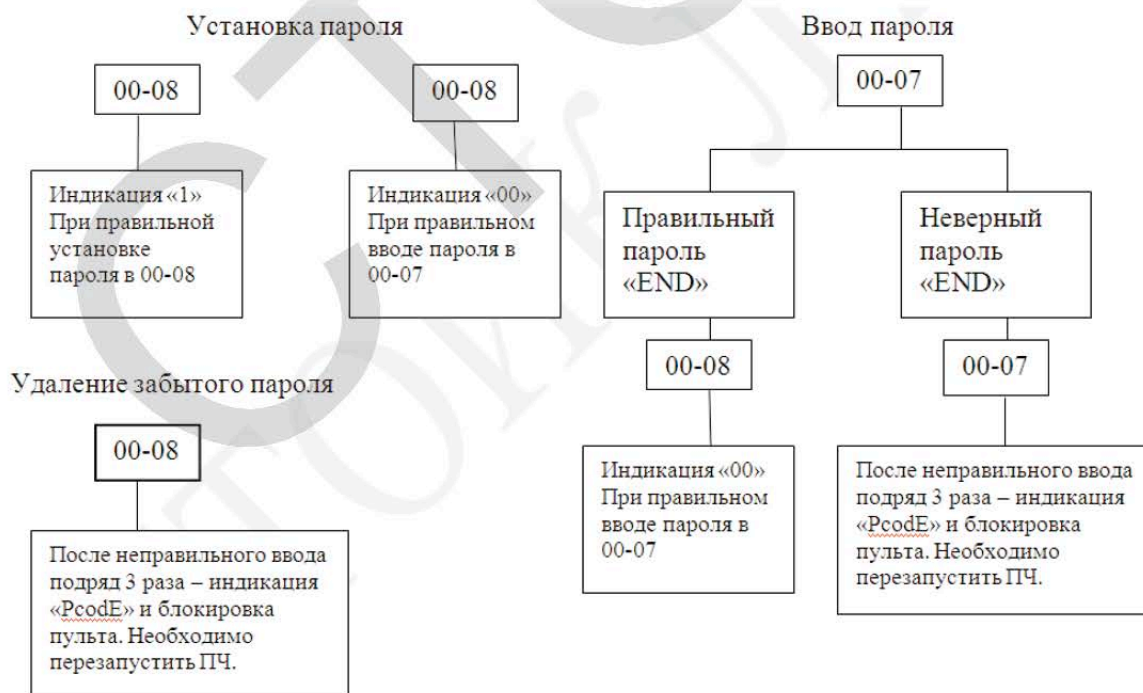 Установка пароля
00-08
Индикация «1»
При правильной
установке
пароля в 00-08
00-08
Индикация «00»
При правильном
вводе пароля в
00-07
Ввод пароля
00-07
Правильный
пароль
«END»
00-08
Индикация «00»
При правильном
вводе пароля в
00-07
Неверный
пароль
«END»
00-07
После неправильного ввода
подряд 3 раза – индикация
«PcodE» и блокировка
пульта. Необходимо
перезапустить ПЧ.
Удаление забытого пароля
00-08
После неправильного ввода
подряд 3 раза – индикация
«PcodE» и блокировка
пульта. Необходимо
перезапустить ПЧ.